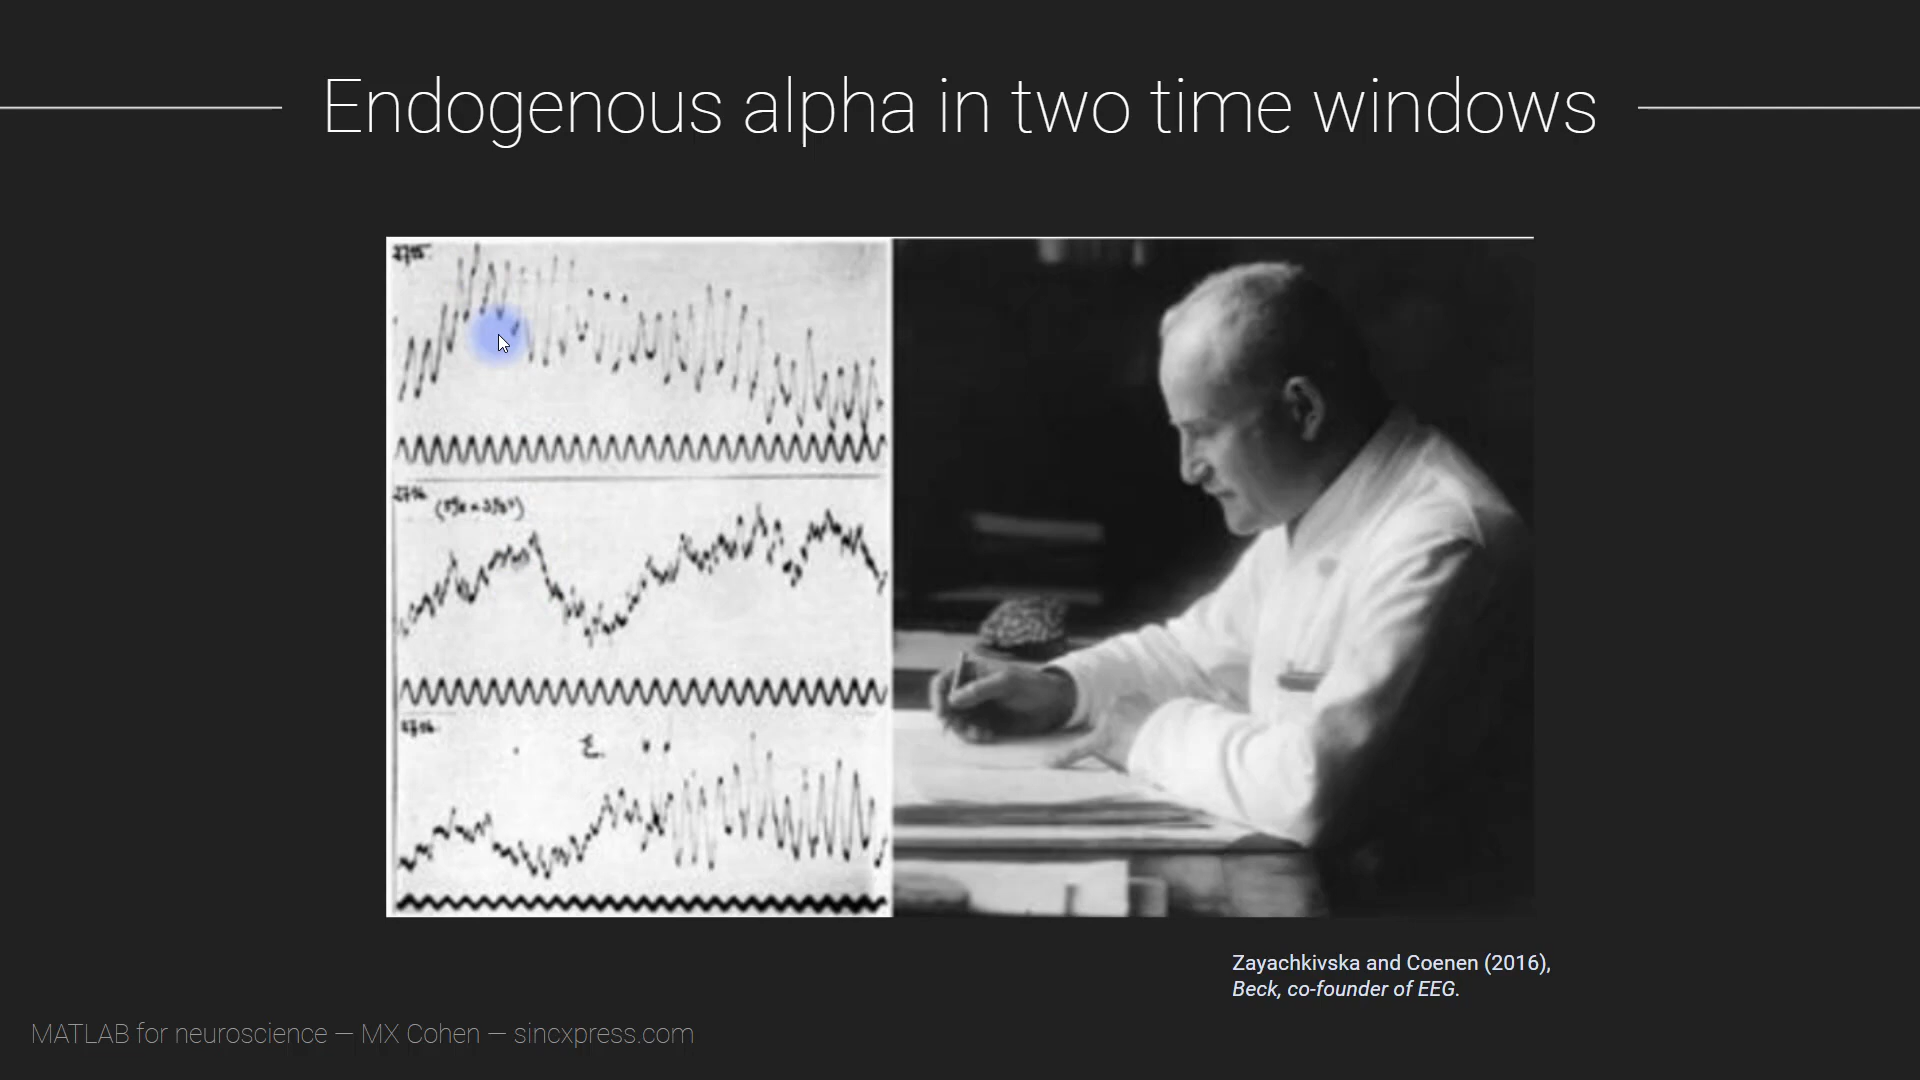 Endogenous alpha in two time windows
Zayachkivska and Coenen (2016),
Beck, co-founder of EEG.
MATLAB for neuroscience — MX Cohen — sincxpress.com